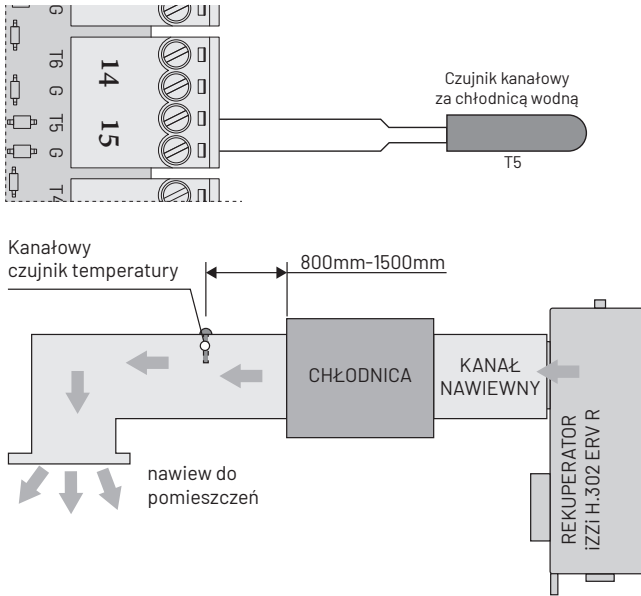 G
T6
G
T5
G
T4
14
15
Czujnik kanałowy
za chłodnicą wodną
T5
Kanałowy
czujnik temperatury
800mm-1500mm
CHŁODNICA
KANAŁ
NAWIEWNY
REKUPERATOR
iZZi H.302 ERV R
nawiew do
pomieszczeń